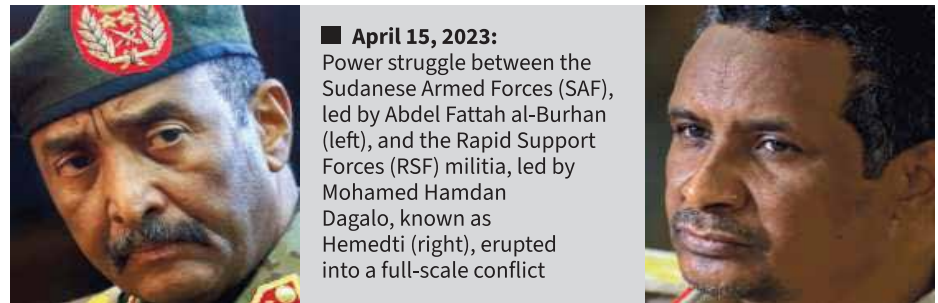 ■ April 15, 2023:
Power struggle between the
Sudanese Armed Forces (SAF),
led by Abdel Fattah al-Burhan
(left), and the Rapid Support
Forces (RSF) militia, led by
Mohamed Hamdan
Dagalo, known as
Hemedti (right), erupted
into a full-scale conflict